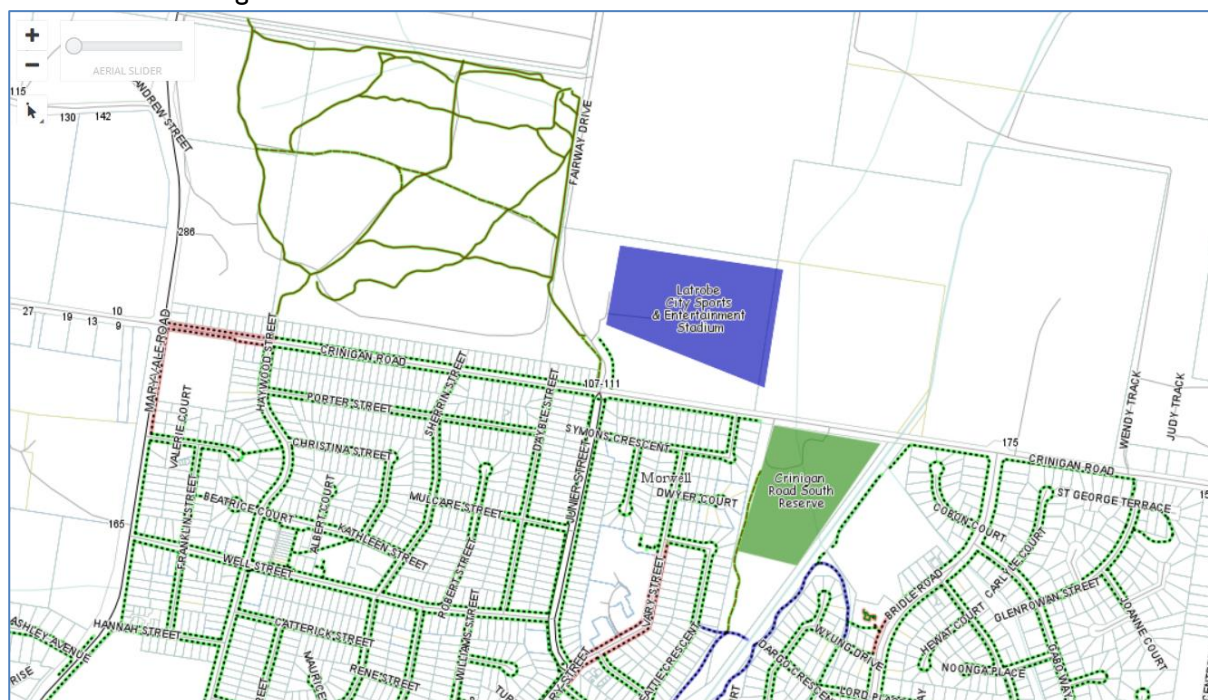 +
−
AERIAL SLIDER
ANDREW STREET
115
130
142
FAIRWAY DRIVE
286
Latrobe
City Sports
& Entertainment
Stadium
27
19
13
10
9
MARYVALE ROAD
HAYWOOD STREET
CRINIGAN ROAD
107-111
PORTER STREET
SHERRIN STREET
DAYBLE STREET
SYMONS CRESCENT
VALERIE COURT
CHRISTINA STREET
JUNIER STREET
Morwell
DWYER COURT
Crinigan
Road South
Reserve
175
CRINIGAN ROAD
WENDY TRACK
JUDY TRACK
ST GEORGE TERRACE
FRANKLIN STREET
BEATRICE COURT
ALBERT COURT
KATHLEEN STREET
MULCARE STREET
165
WELL STREET
ROBERT STREET
VARY STREET
BRIDLE ROAD
CARLYLE COURT
GLENROWAN STREET
JOANNE COURT
HEWAT COURT
ASHLEY AVENUE
HANNAH STREET
CATTERICK STREET
WILLIAMS STREET
WYUNG DRIVE
DARGO CRESCENT
NOONGA PLACE
RENE STREET
RISE